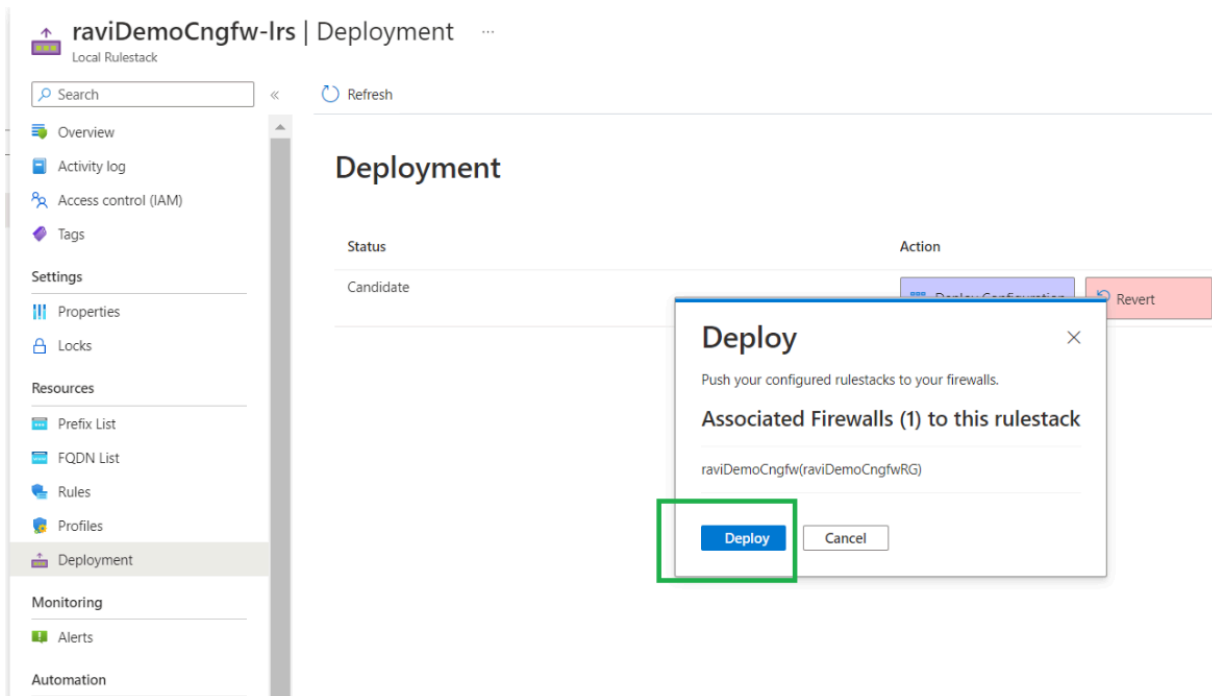 raviDemoCngfw-lrs | Deployment ...
Local Rulestack
Search
«
Refresh
Overview
Activity log
Access control (IAM)
Tags
Settings
Properties
Locks
Resources
Prefix List
FQDN List
Rules
Profiles
Deployment
Monitoring
Alerts
Automation
Deployment
Status Action
Candidate
Deploy Configuration Revert
Deploy
Push your configured rulestacks to your firewalls.
Associated Firewalls (1) to this rulestack
raviDemoCngfw(raviDemoCngfwRG)
Deploy Cancel